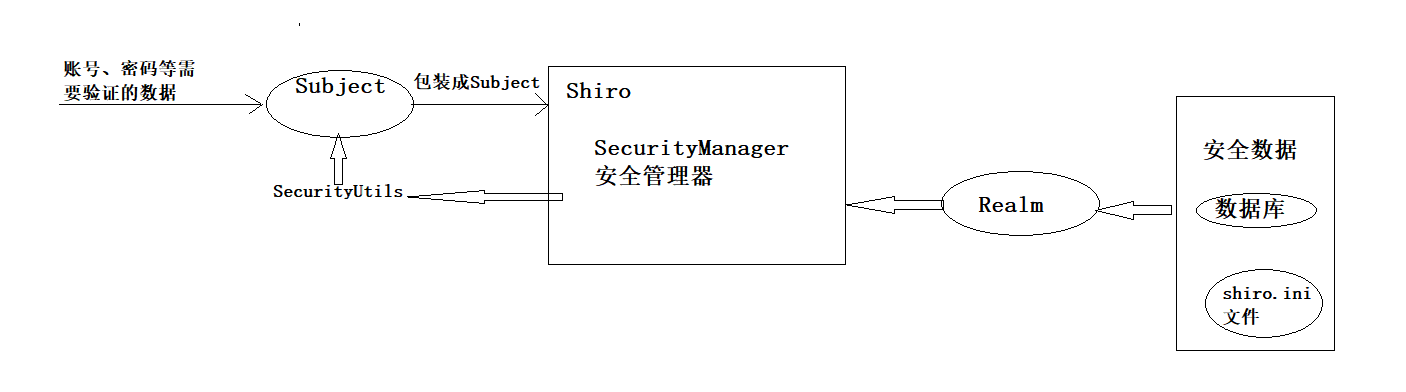 账号、密码等需
要验证的数据
Subject
包装成Subject
SecurityUtils
Shiro
SecurityManager
安全管理器
Realm
安全数据
数据库
shiro.ini
文件